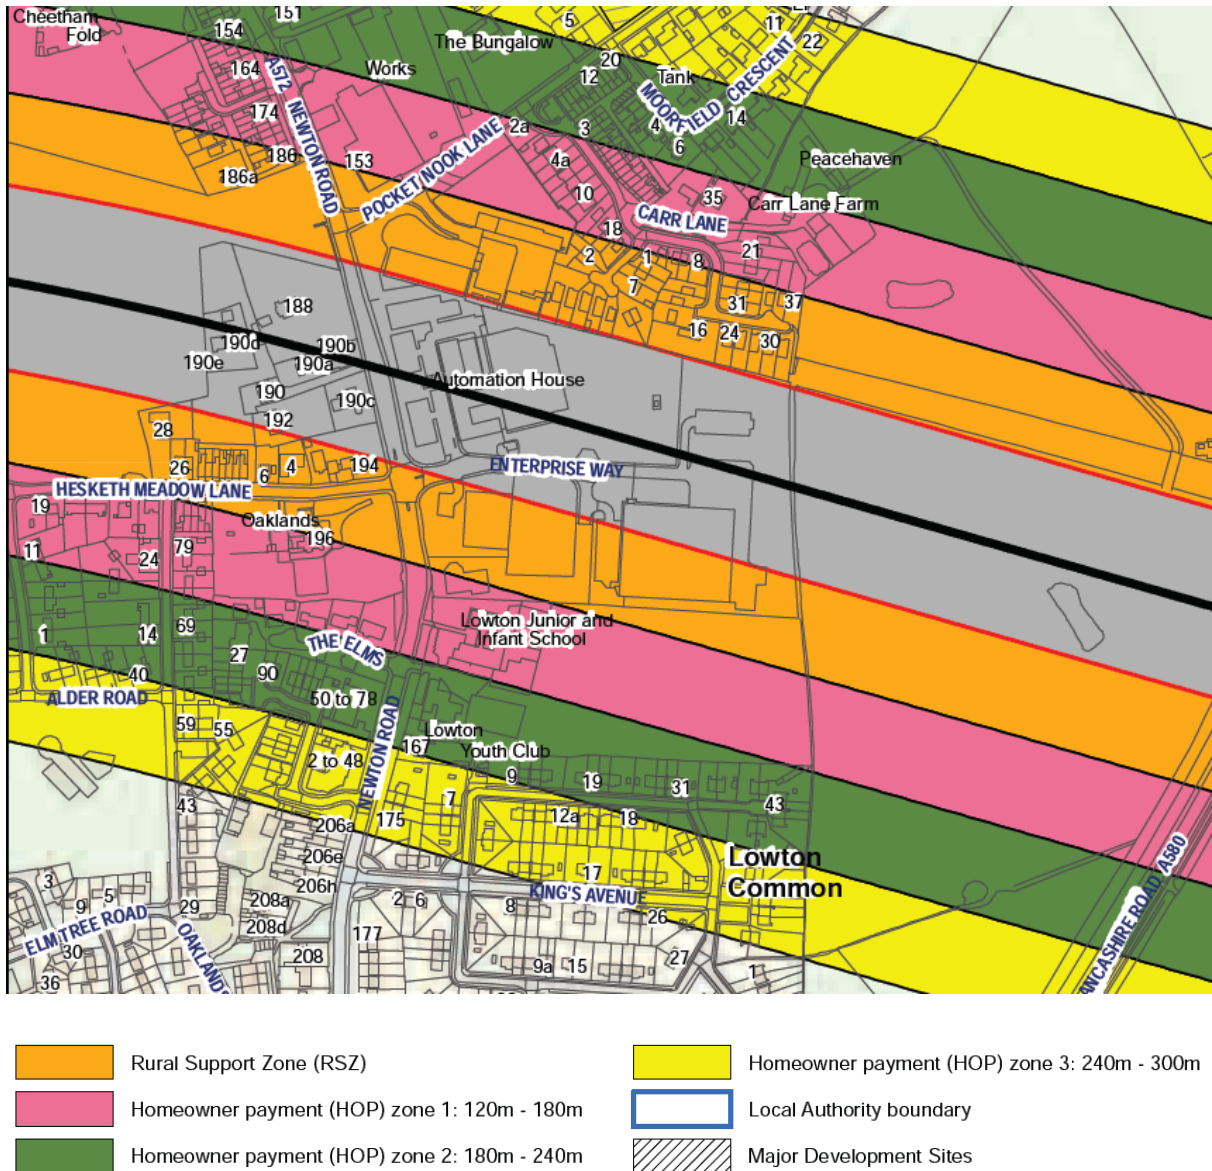 Cheetham
Fold
151
154
164
174
A572 NEWTON ROAD
186
186a
153
Works
The Bungalow
5
11
22
20
12
Tank
MOORFIELD CRESCENT
4
14
6
2a
3
POCKET NOOK LANE
4a
10
Peacehaven
35
Carr Lane Farm
CARR LANE
18
2
1
8
21
7
31
37
16
24
30
188
190d
190b
190e
190a
190
190c
192
Automation House
28
26
6
4
194
ENTERPRISE WAY
HESKETH MEADOW LANE
19
Oaklands
196
11
24
79
Lowton Junior and
Infant School
1
14
69
THE ELMS
27
90
40
50 to 78
ALDER ROAD
NEWTON ROAD
59
55
167
Lowton
Youth Club
2 to 48
9
19
31
43
7
43
175
12a
18
206a
206e
206h
17
Lowton
Common
KING'S AVENUE
3
9
5
29
208a
208d
2
6
8
26
ELM TREE ROAD
OAKLANDS
30
36
208
177
9a
15
27
1
ANCASHIRE ROAD A580
Rural Support Zone (RSZ)
Homeowner payment (HOP) zone 1: 120m - 180m
Homeowner payment (HOP) zone 2: 180m - 240m
Homeowner payment (HOP) zone 3: 240m - 300m
Local Authority boundary
Major Development Sites